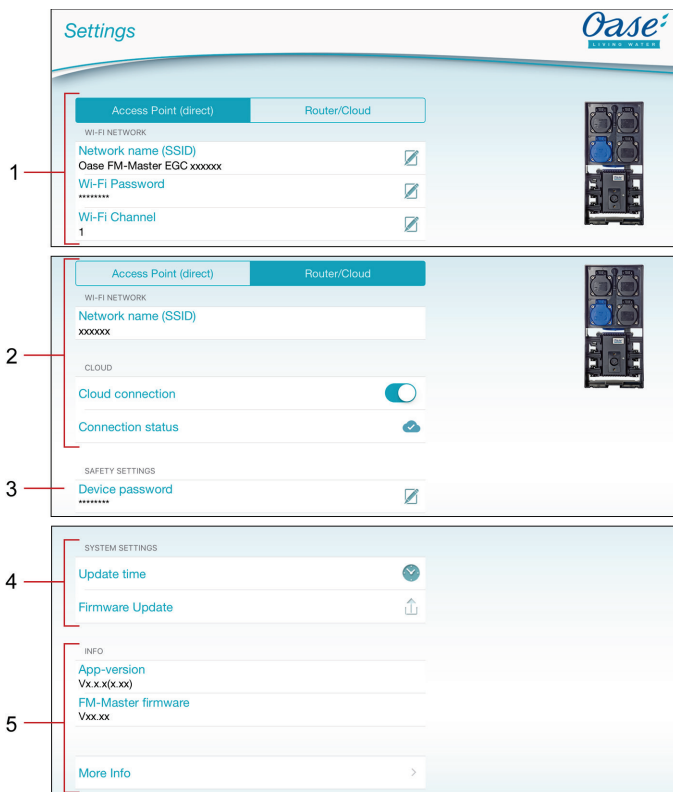 Settings
Oase
LIVING WATER
1
Access Point (direct) Router/Cloud
WI-FI NETWORK
Network name (SSID)
Oase FM-Master EGC xxxxxx
Wi-Fi Password
********
Wi-Fi Channel
1
2
Access Point (direct) Router/Cloud
WI-FI NETWORK
Network name (SSID)
xxxxxx
CLOUD
Cloud connection
Connection status
SAFETY SETTINGS
3
Device password
********
4
SYSTEM SETTINGS
Update time
Firmware Update
5
INFO
App-version
Vx.x.x(x.xx)
FM-Master firmware
Vxx.xx
More Info